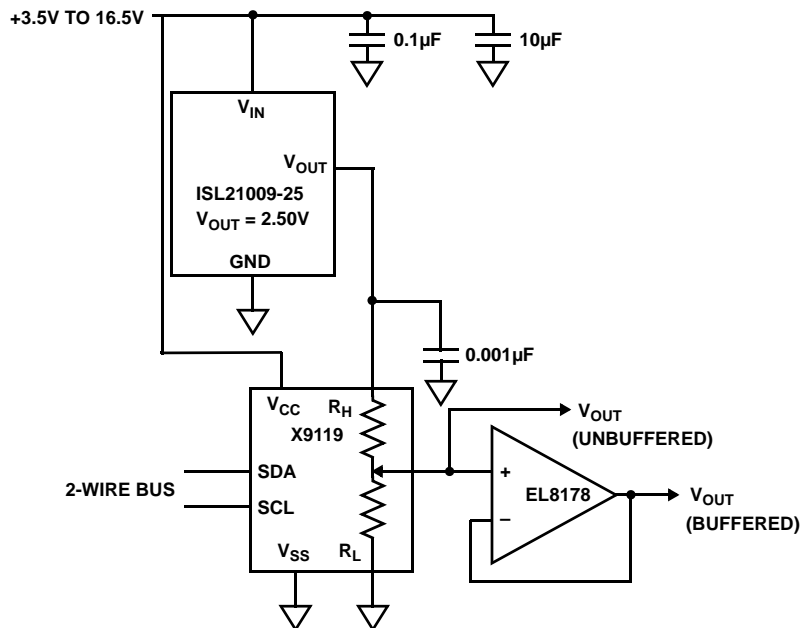 +3.5V TO 16.5V
0.1µF
10µF
VIN
VOUT
ISL21009-25
VOUT = 2.50V
GND
0.001µF
VCC
RH
X9119
VOUT
(UNBUFFERED)
2-WIRE BUS
SDA
SCL
+
EL8178
–
VOUT
(BUFFERED)
VSS
RL